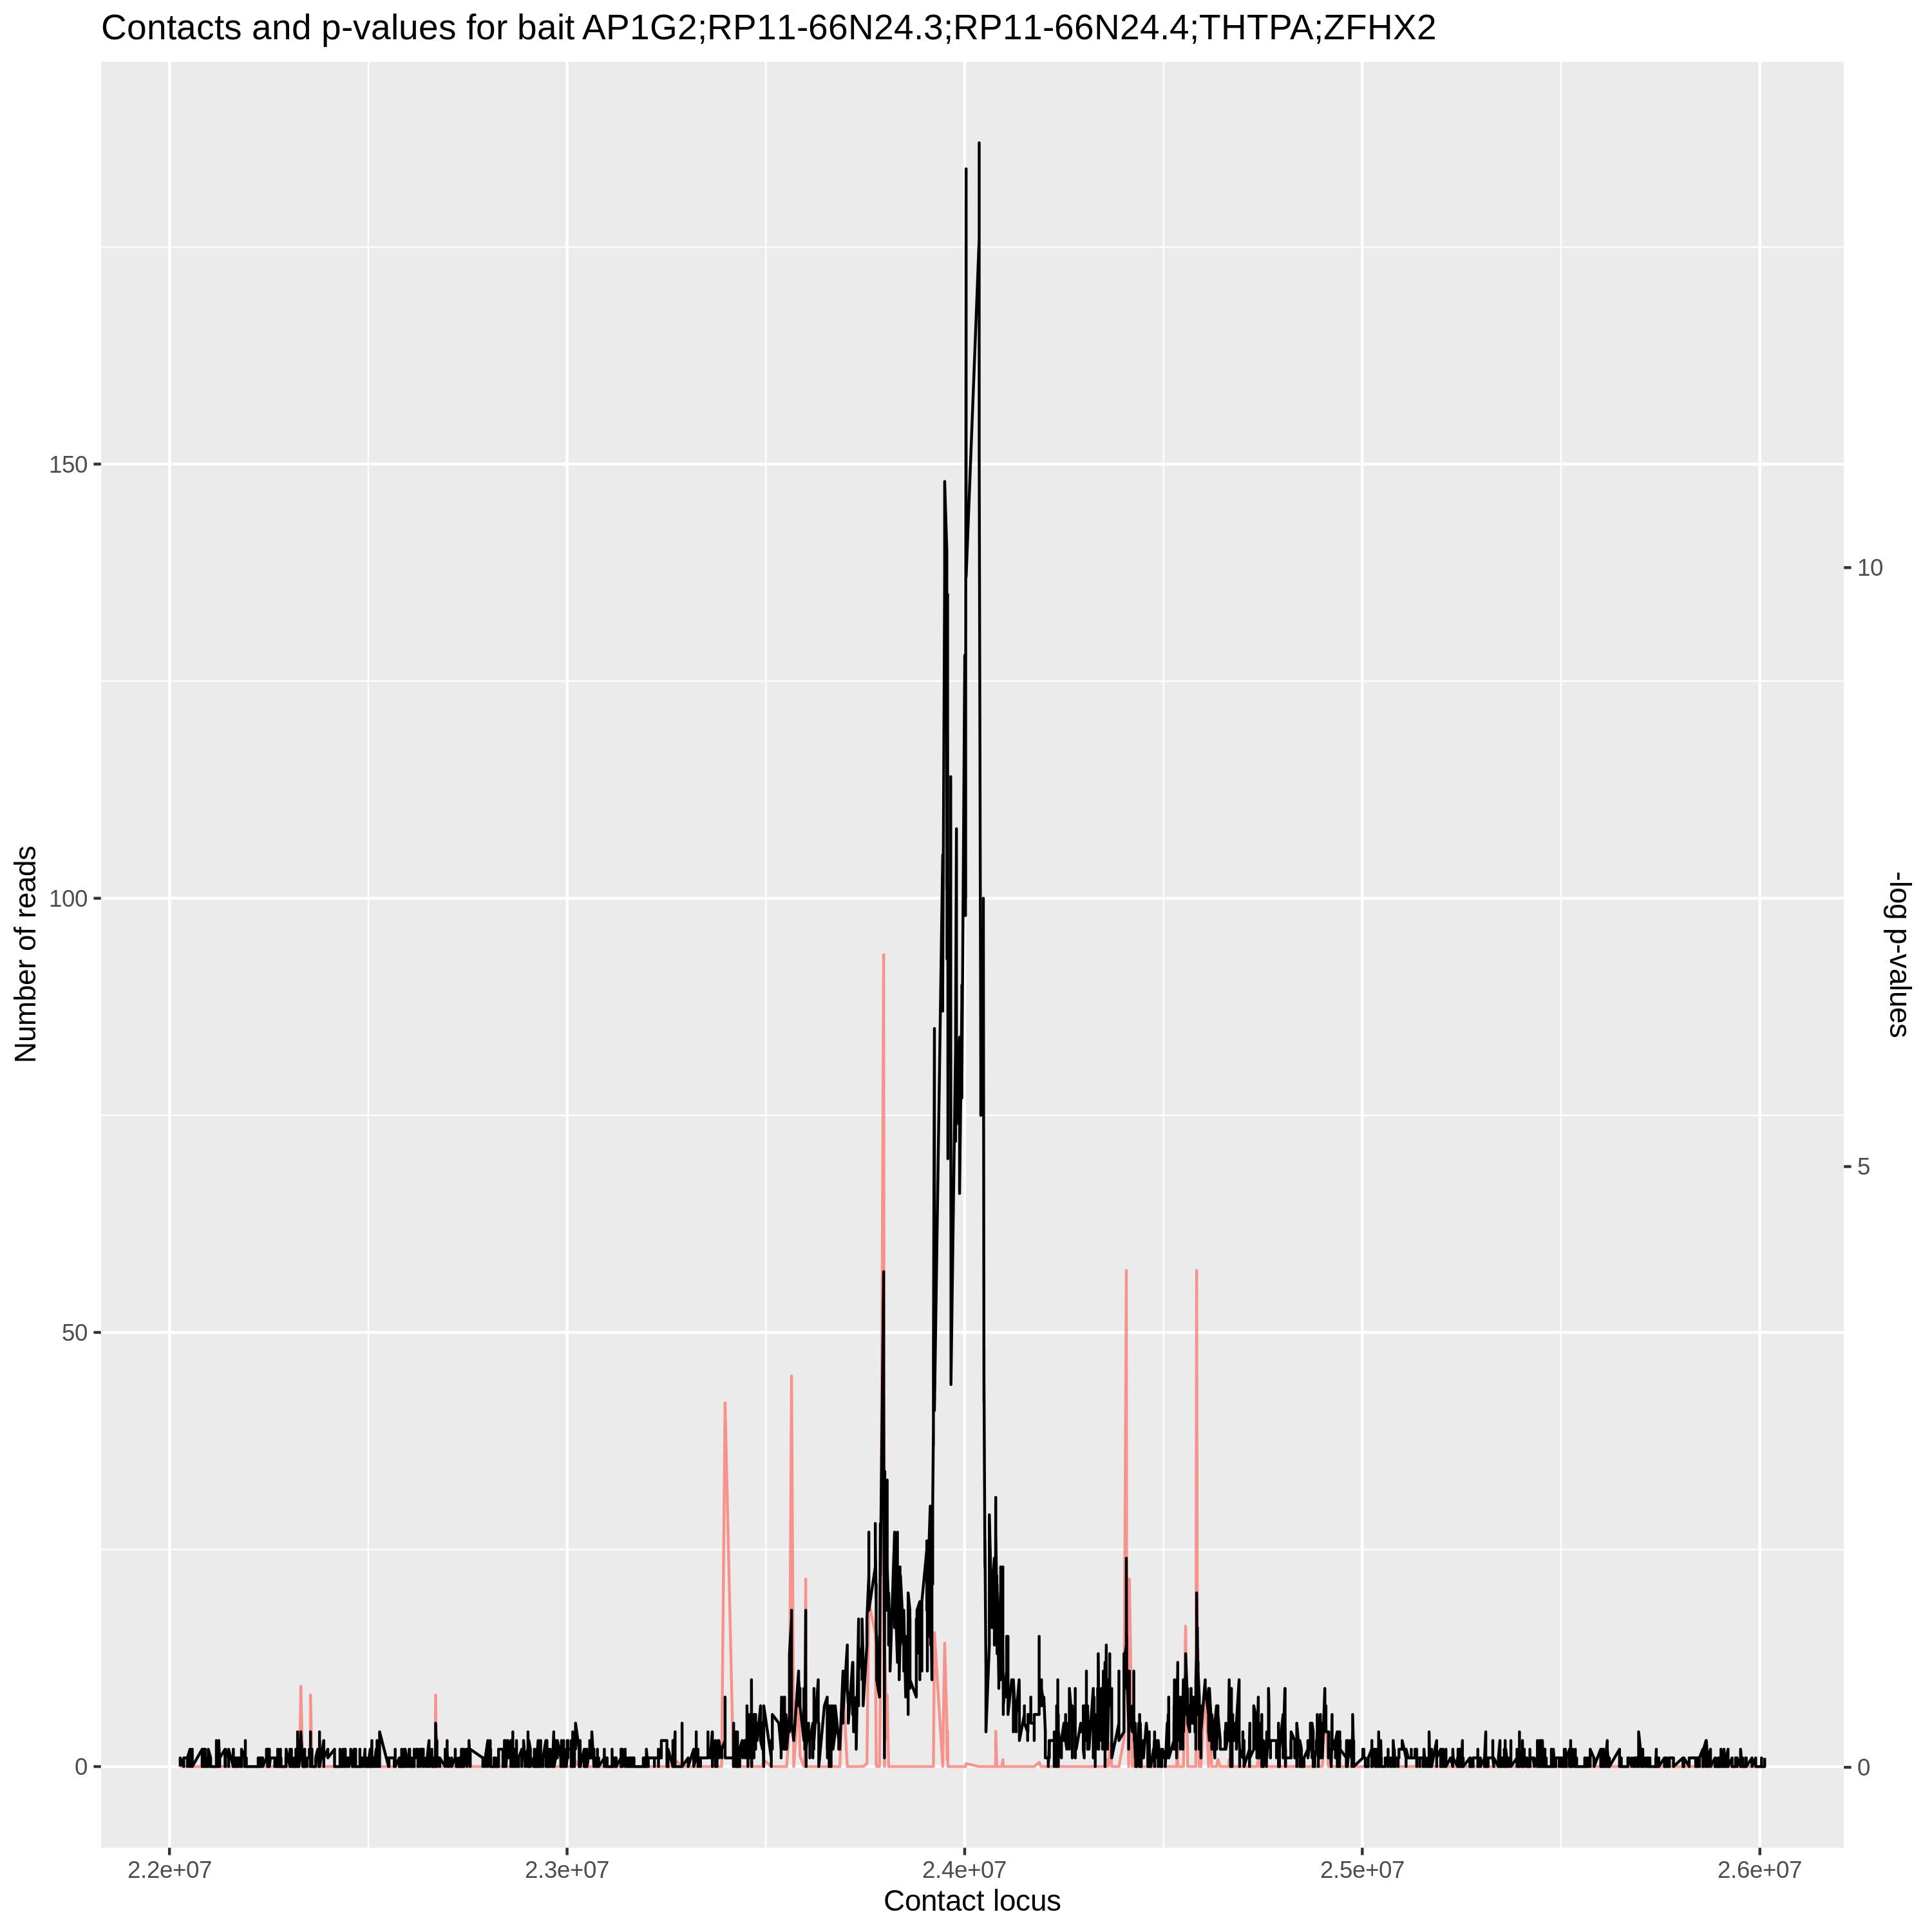 Contacts and p-values for bait AP1G2;RP11-66N24.3;RP11-66N24.4;THTPA;ZFHX2
Number of reads
150
100
50
0
10
5
0
-log p-values
2.2e+07
2.3e+07
2.4e+07
2.5e+07
2.6e+07
Contact locus